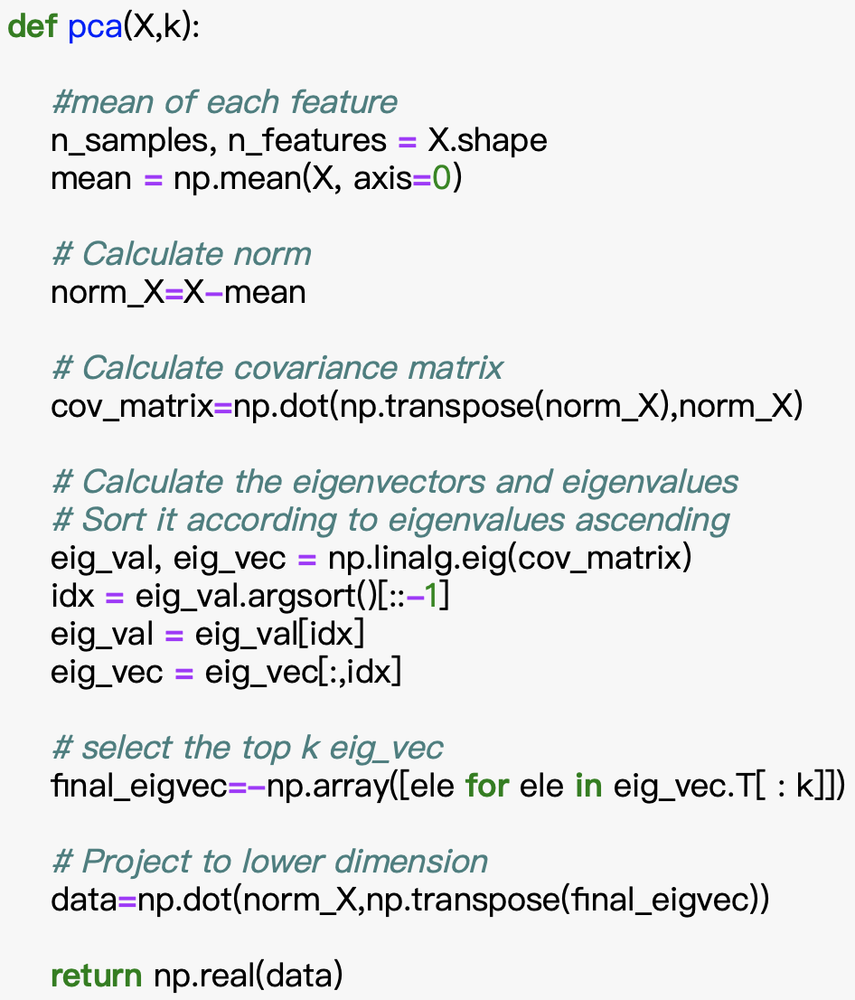 def pca(X,k):
#mean of each feature
n_samples, n_features = X.shape
mean = np.mean(X, axis=0)
# Calculate norm
norm_X=X-mean
# Calculate covariance matrix
cov_matrix=np.dot(np.transpose(norm_X),norm_X)
# Calculate the eigenvectors and eigenvalues
# Sort it according to eigenvalues ascending
eig_val, eig_vec = np.linalg.eig(cov_matrix)
idx = eig_val.argsort()[::-1]
eig_val = eig_val[idx]
eig_vec = eig_vec[:,idx]
# select the top k eig_vec
final_eigvec=-np.array([ele for ele in eig_vec.T[ : k]])
# Project to lower dimension
data=np.dot(norm_X,np.transpose(final_eigvec))
return np.real(data)